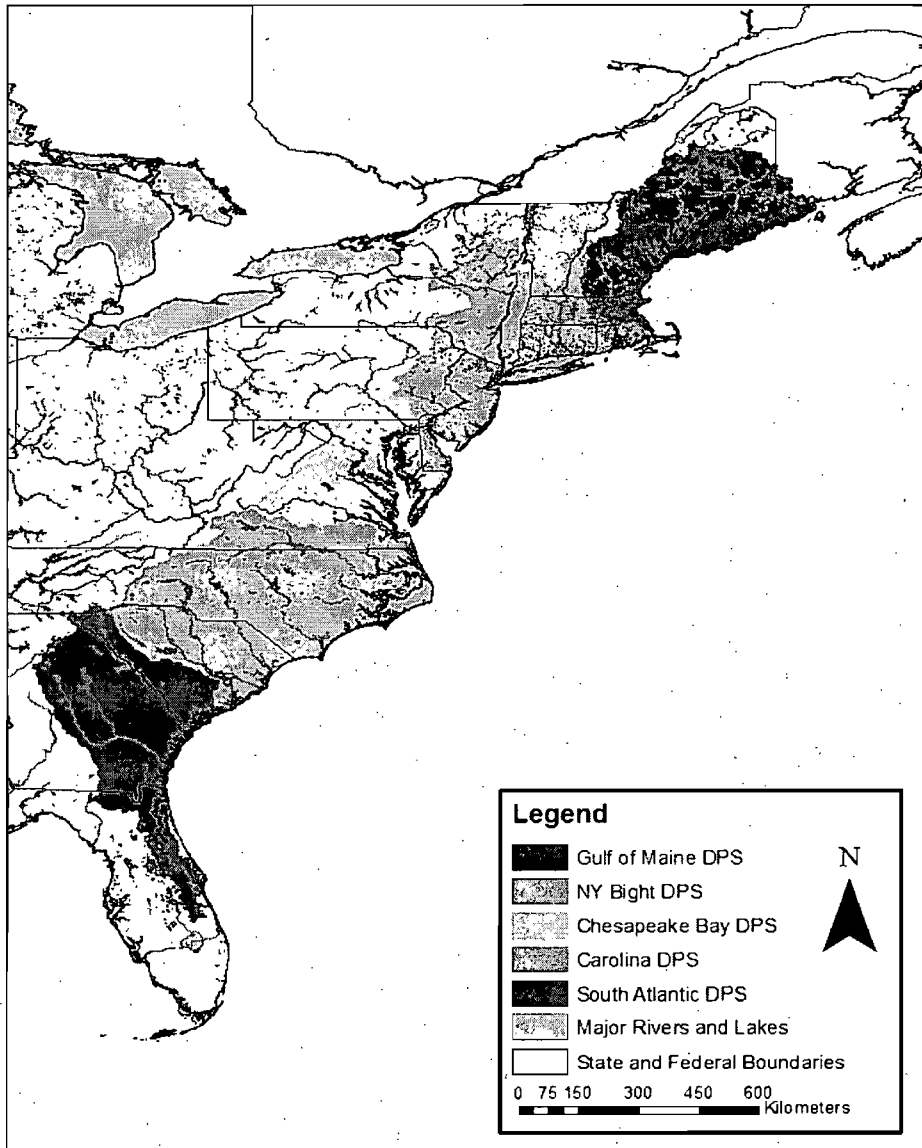 Legend
Gulf of Maine DPS
NY Bight DPS
Chesapeake Bay DPS
Carolina DPS
South Atlantic DPS
Major Rivers and Lakes
State and Federal Boundaries
N
0 75 150 300 450 600
Kilometers